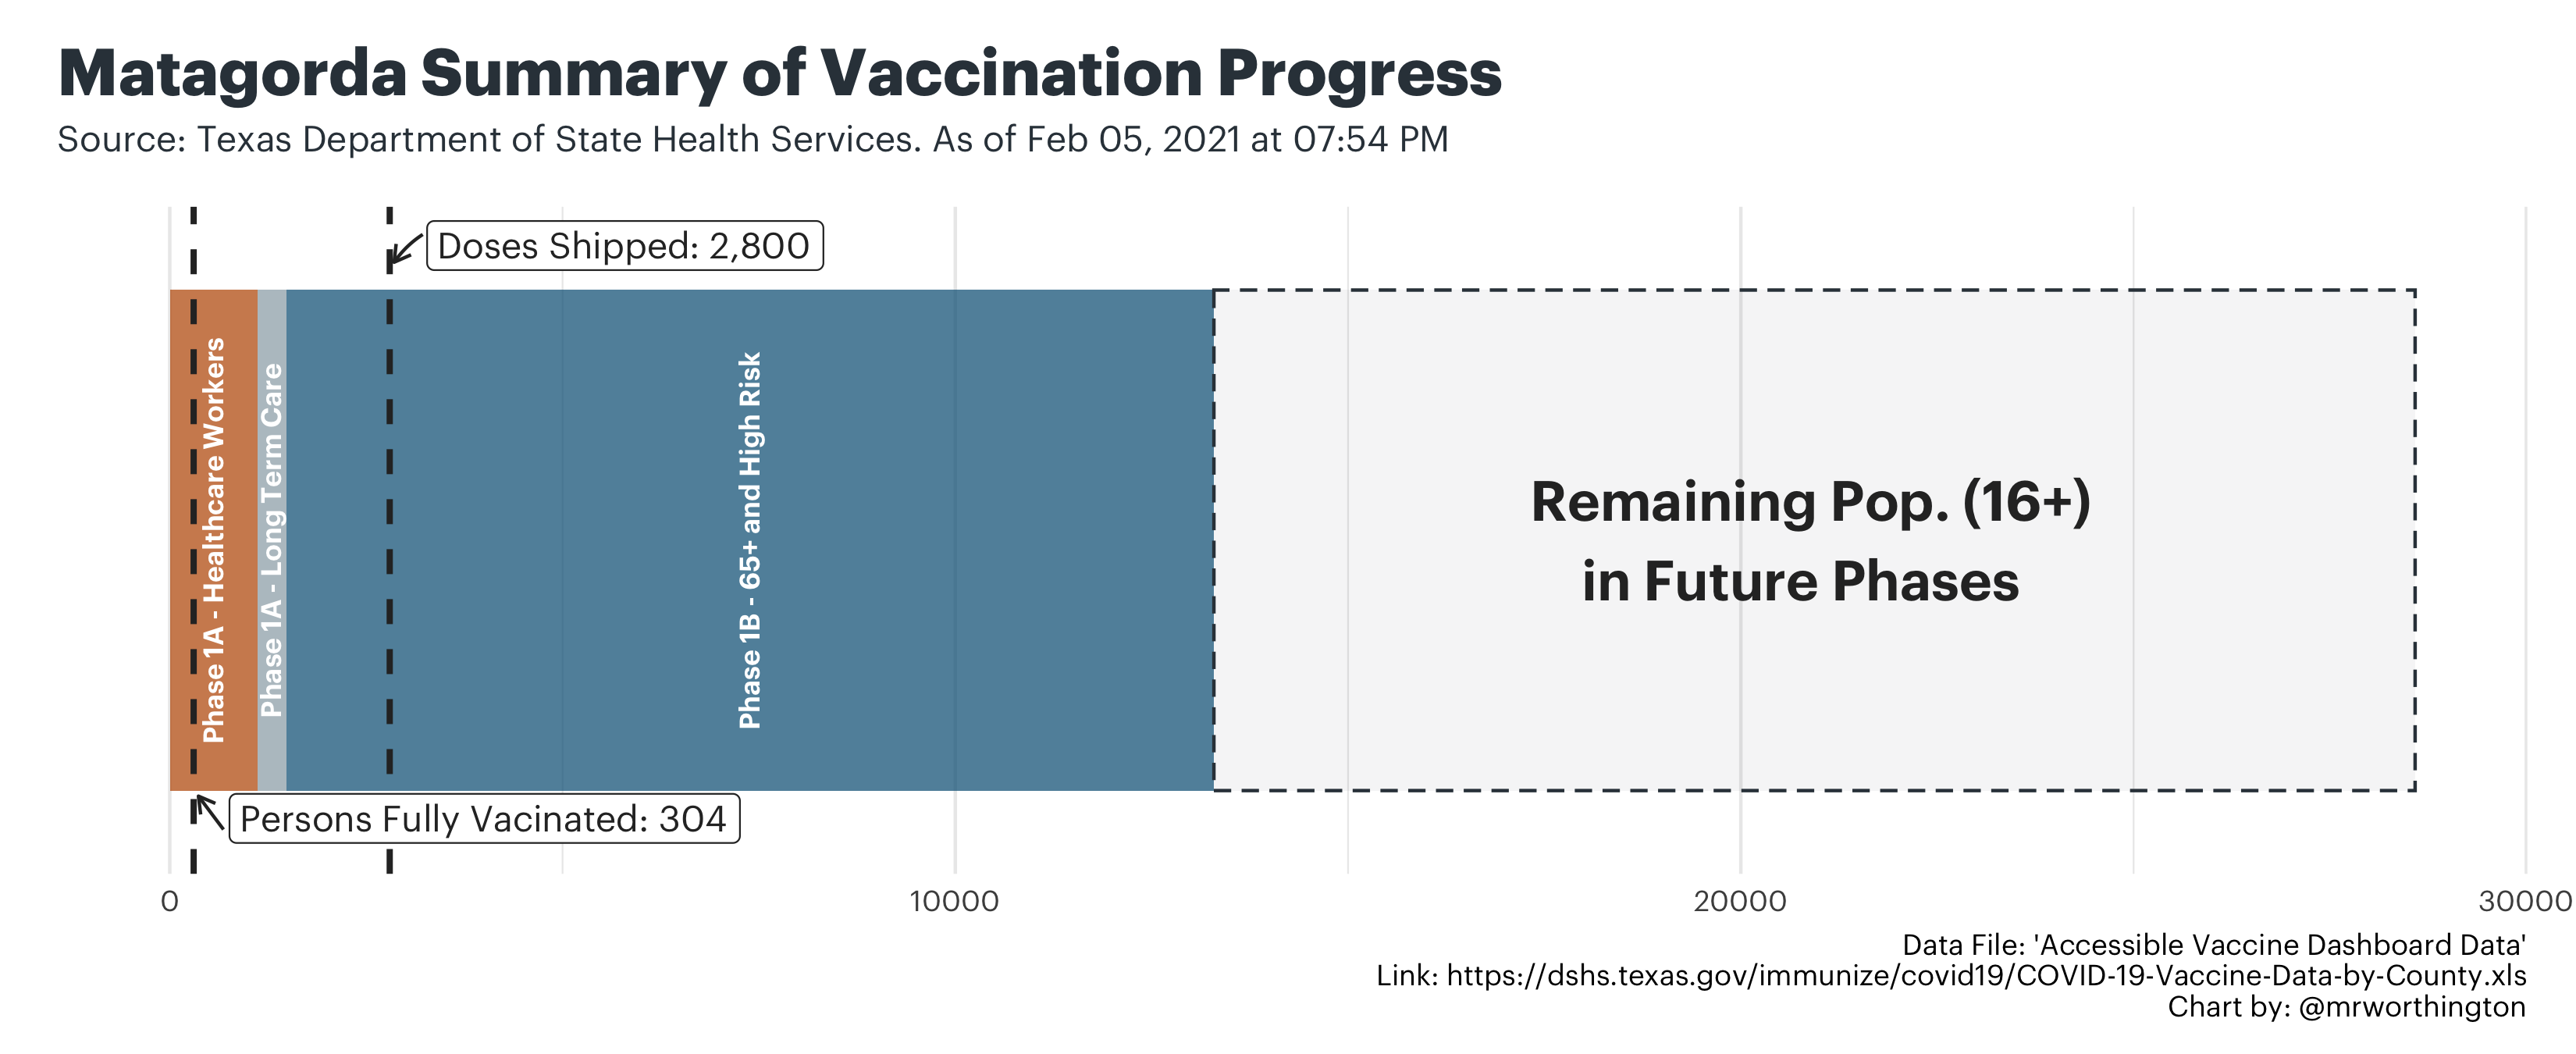 Matagorda Summary of Vaccination Progress
Source: Texas Department of State Health Services. As of Feb 05, 2021 at 07:54 PM
Doses Shipped: 2,800
Phase 1A - Healthcare Workers
Phase 1A - Long Term Care
Phase 1B - 65+ and High Risk
Remaining Pop. (16+)
in Future Phases
Persons Fully Vacinated: 304
0 10000 20000 30000
Data File: 'Accessible Vaccine Dashboard Data'
Link: https://dshs.texas.gov/immunize/covid19/COVID-19-Vaccine-Data-by-County.xls
Chart by: @mrworthington